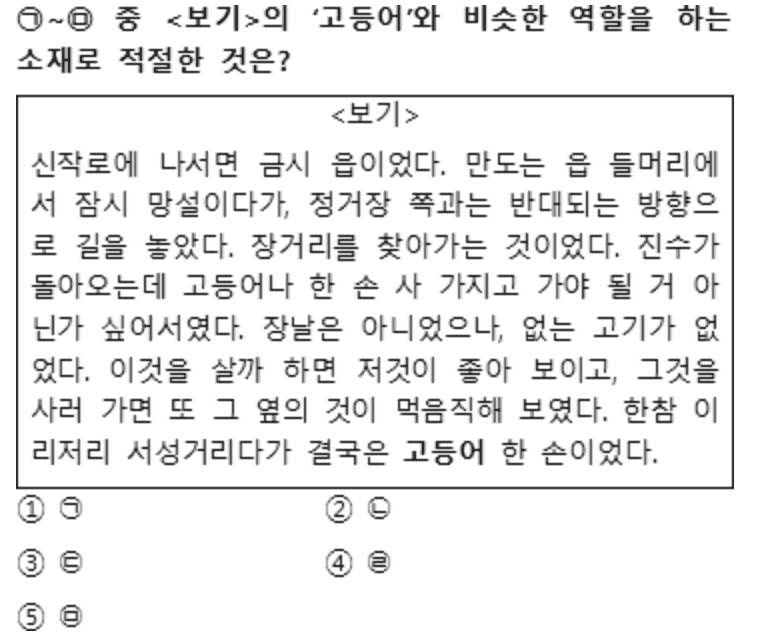 ㉠~㉤ 중 <보기>의 ‘고등어’와 비슷한 역할을 하는
소재로 적절한 것은?
<보기>
신작로에 나서면 금시 읍이었다. 만도는 읍 들머리에
서 잠시 망설이다가, 정거장 쪽과는 반대되는 방향으
로 길을 놓았다. 장거리를 찾아가는 것이었다. 진수가
돌아오는데 고등어나 한 손 사 가지고 가야 될 거 아
닌가 싶어서였다. 장날은 아니었으나, 없는 고기가 없
었다. 이것을 살까 하면 저것이 좋아 보이고, 그것을
사러 가면 또 그 옆의 것이 먹음직해 보였다. 한참 이
리저리 서성거리다가 결국은 고등어 한 손이었다.
① ㉠ ② ㉡
③ ㉢ ④ ㉣
⑤ ㉤